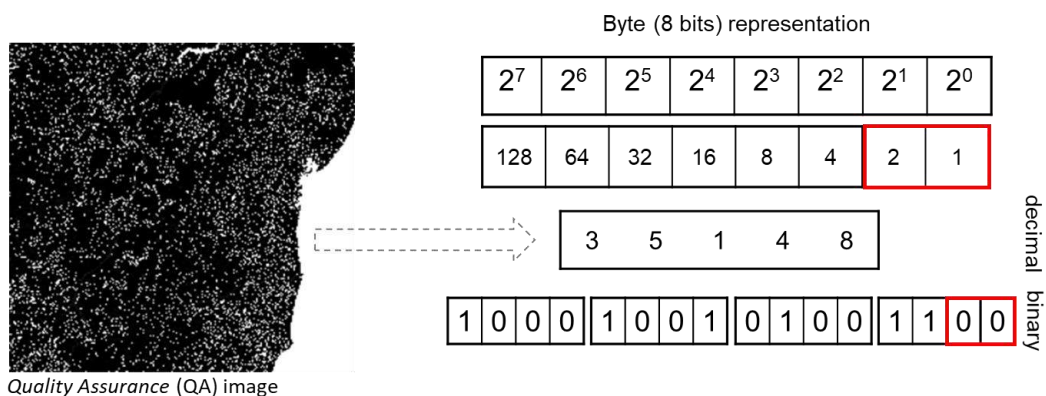 Byte (8 bits) representation
2⁷ 2⁶ 2⁵ 2⁴ 2³ 2² 2¹ 2⁰
128 64 32 16 8 4 2 1
3 5 1 4 8
decimal
1 0 0 0 1 0 0 1 0 1 0 0 1 1 0 0
binary
Quality Assurance (QA) image